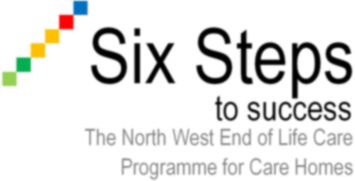 Six Steps
to success
The North West End of Life Care
Programme for Care Homes